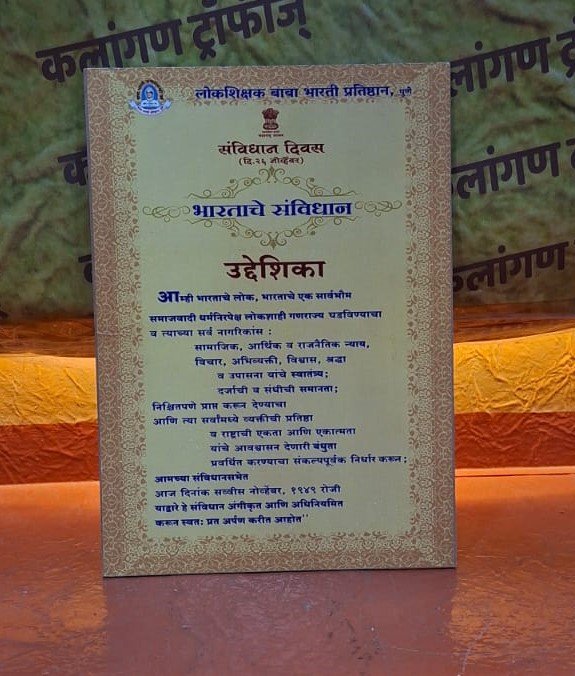 कलांगण ट्रॉफीज्
कलांगण
कलांगण
लोकशिक्षक बाबा भारती प्रतिष्ठान, पुणे
संविधान दिवस
(दि.२६ नोव्हेंबर)
भारताचे संविधान
उद्देशिका
आम्ही भारताचे लोक, भारताचे एक सार्वभौम
समाजवादी धर्मनिरपेक्ष लोकशाही गणराज्य घडविण्याचा
व त्याच्या सर्व नागरिकांस :
सामाजिक, आर्थिक व राजनैतिक न्याय,
विचार, अभिव्यक्ती, विश्वास, श्रद्धा
व उपासना यांचे स्वातंत्र्य;
दर्जाची व संधीची समानता;
निश्चितपणे प्राप्त करून देण्याचा
आणि त्या सर्वांमध्ये व्यक्तीची प्रतिष्ठा
व राष्ट्राची एकता आणि एकात्मता
यांचे आश्वासन देणारी बंधुता
प्रवर्धित करण्याचा संकल्पपूर्वक निर्धार करून;
आमच्या संविधानसभेत
आज दिनांक सव्वीस नोव्हेंबर, १९४९ रोजी
याद्वारे हे संविधान अंगीकृत आणि अधिनियमित
करून स्वत: प्रत अर्पण करीत आहोत"